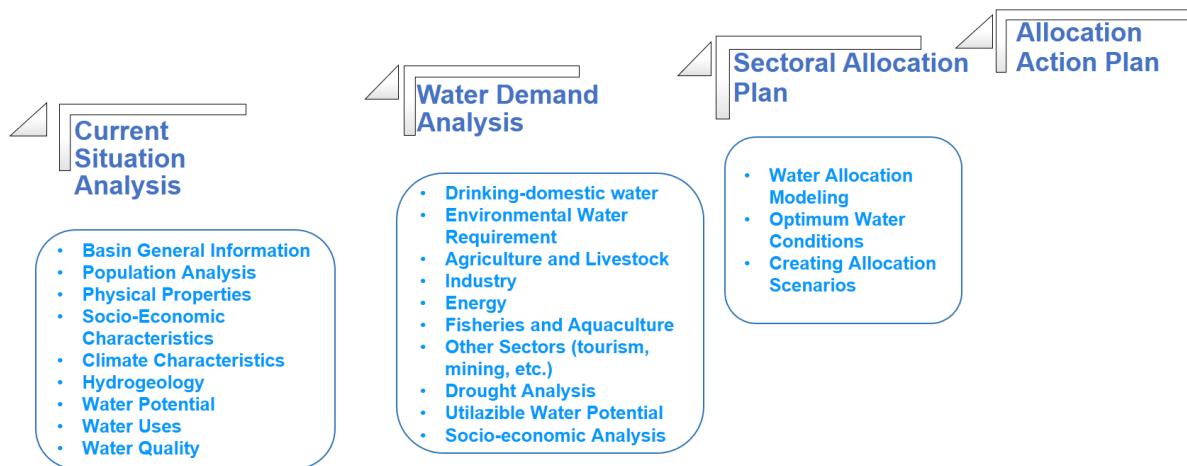 Current
Situation
Analysis
• Basin General Information
• Population Analysis
• Physical Properties
• Socio-Economic
Characteristics
• Climate Characteristics
• Hydrogeology
• Water Potential
• Water Uses
• Water Quality
Water Demand
Analysis
• Drinking-domestic water
• Environmental Water
Requirement
• Agriculture and Livestock
• Industry
• Energy
• Fisheries and Aquaculture
• Other Sectors (tourism,
mining, etc.)
• Drought Analysis
• Utilazible Water Potential
• Socio-economic Analysis
Sectoral Allocation
Plan
• Water Allocation
Modeling
• Optimum Water
Conditions
• Creating Allocation
Scenarios
Allocation
Action Plan